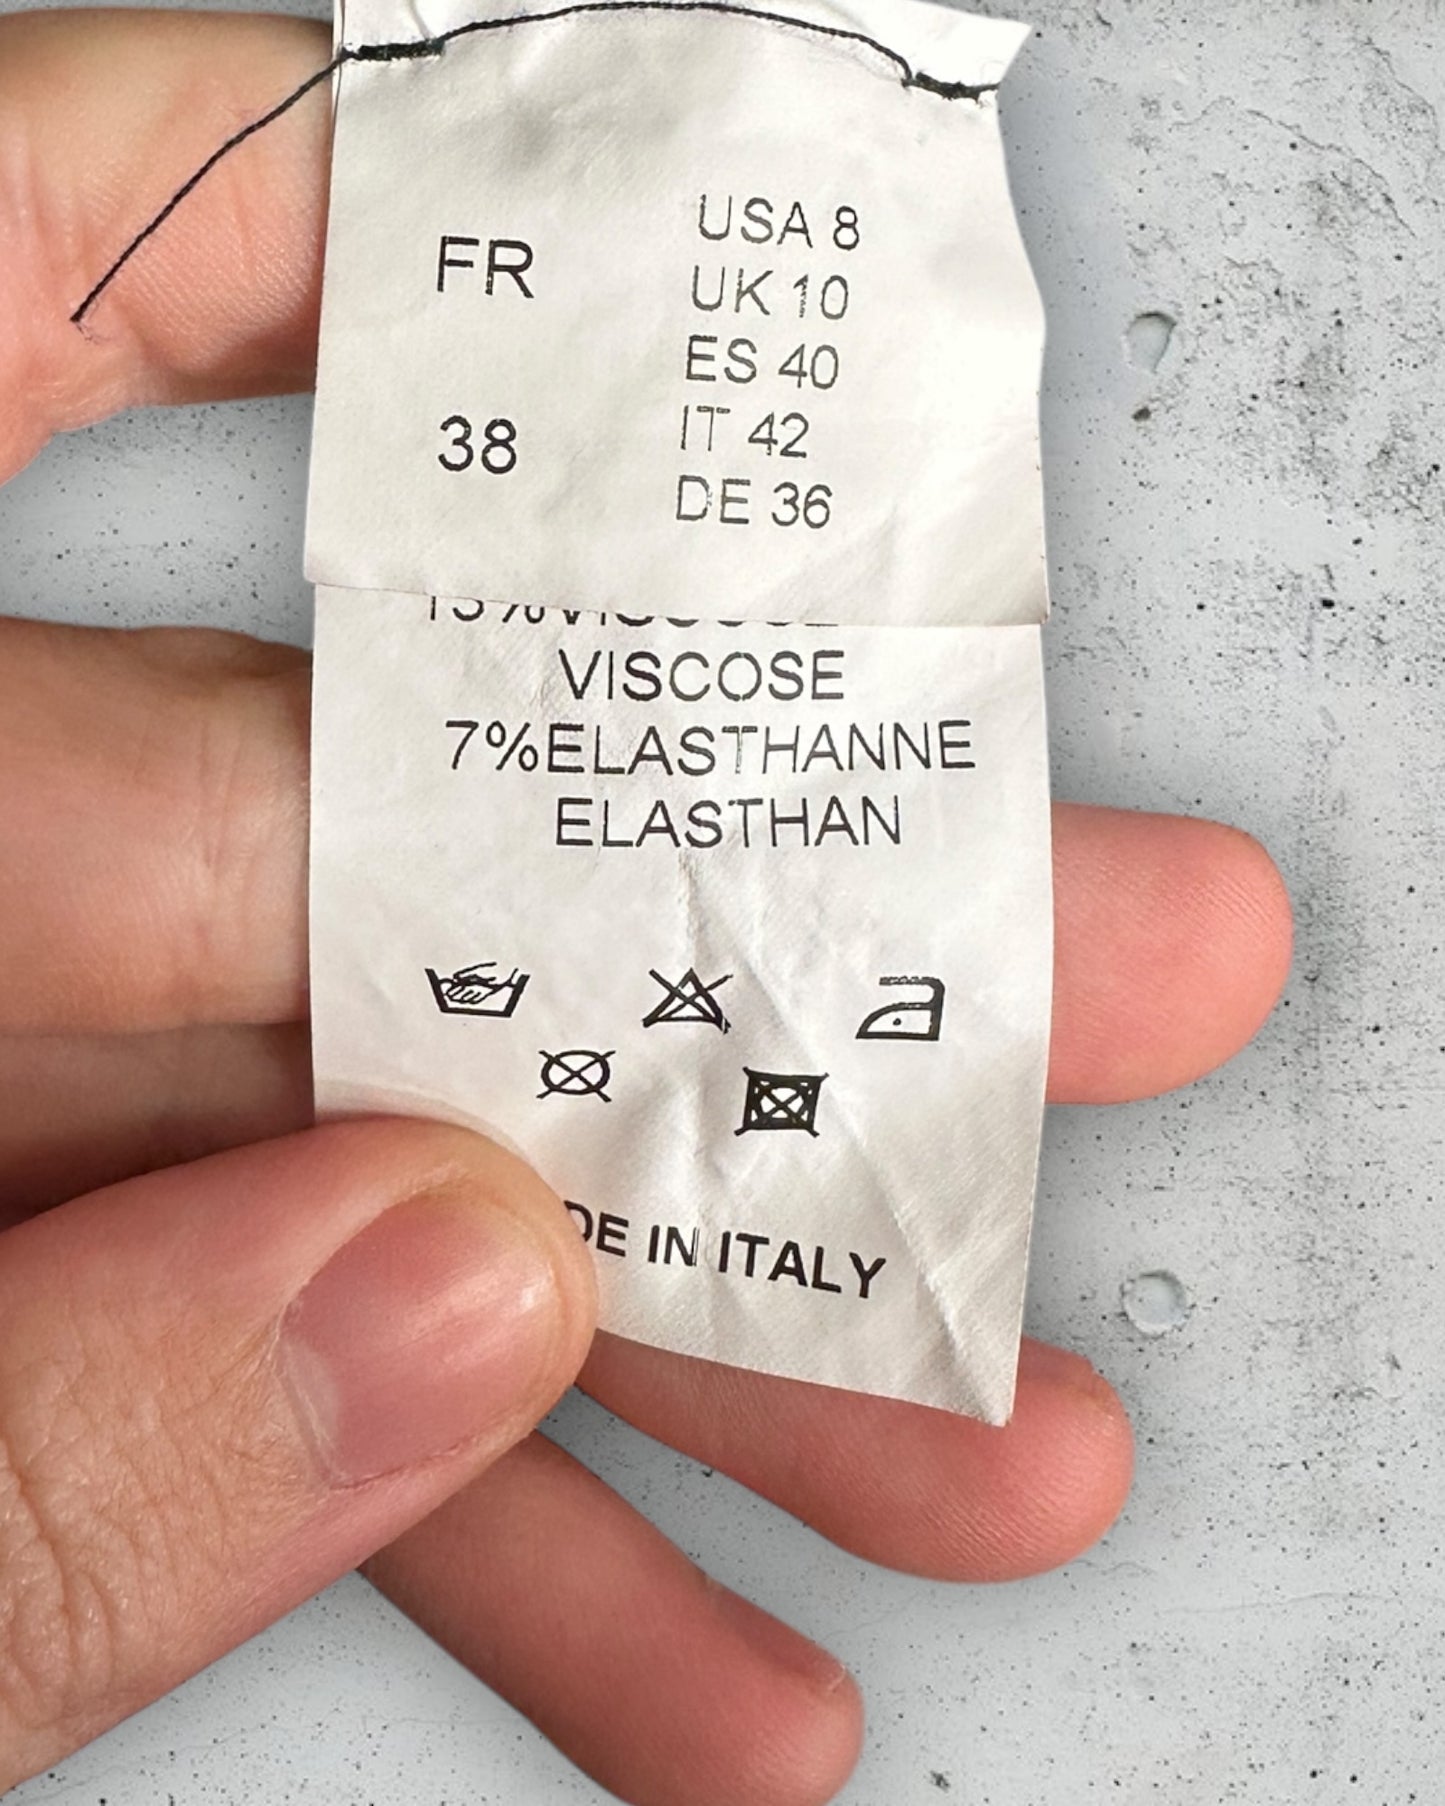 FR
38
USA 8
UK 10
ES 40
IT 42
DE 36
VISCOSE
7%ELASTHANNE
ELASTHAN
IN ITALY